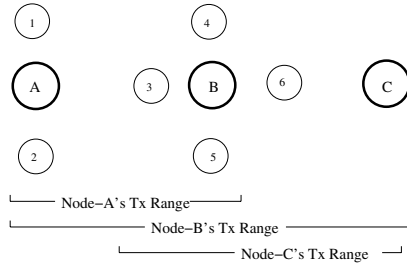 1 4
A 3 B 6 C
2 5
Node−A's Tx Range
Node−B's Tx Range
Node−C's Tx Range